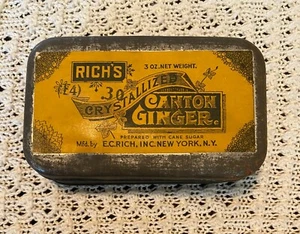 RICH'S
3 OZ. NET WEIGHT.
(E4) 30
CRYSTALLIZED
CANTON
GINGER.
PREPARED WITH CANE SUGAR
Mfd. by E.C. RICH, INC. NEW YORK, N.Y.